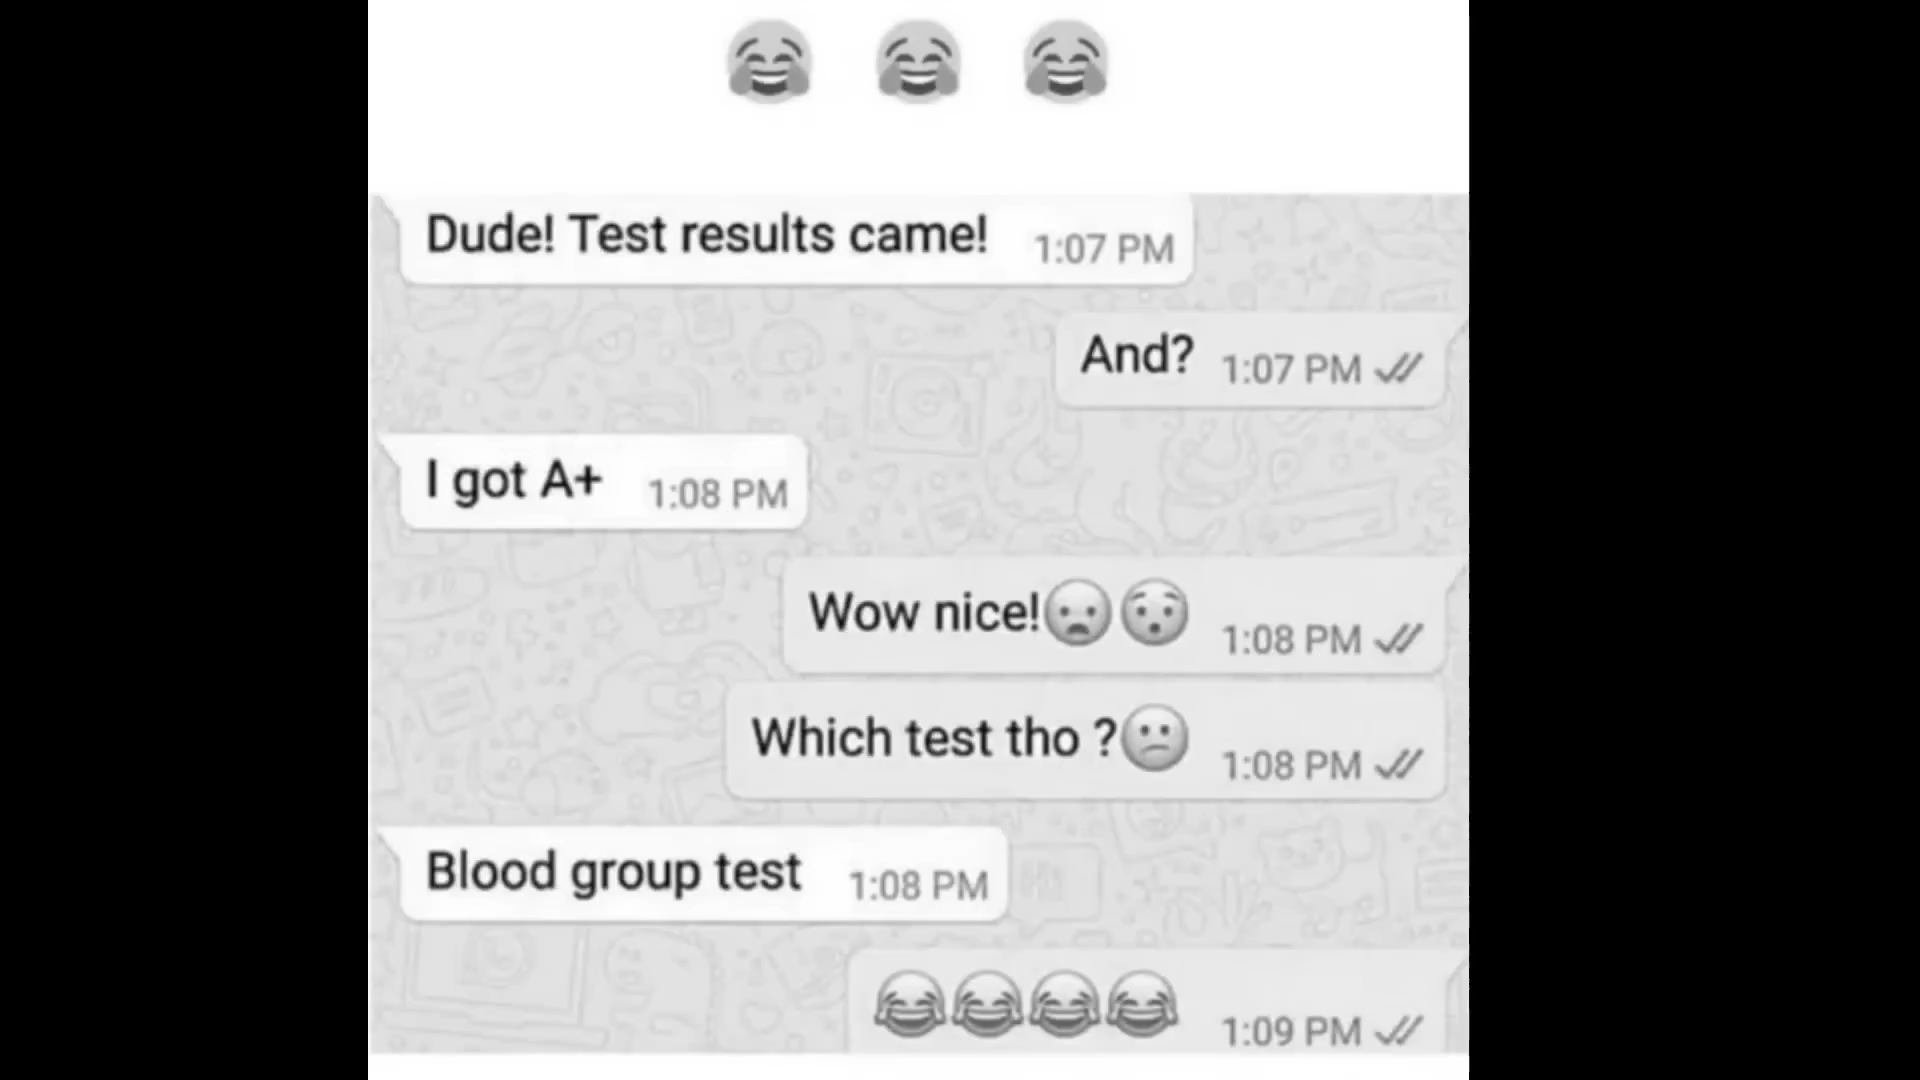 😂 😂 😂
Dude! Test results came! 1:07 PM
And? 1:07 PM
I got A+ 1:08 PM
Wow nice!😦😯 1:08 PM
Which test tho ?😕 1:08 PM
Blood group test 1:08 PM
😂😂😂😂 1:09 PM